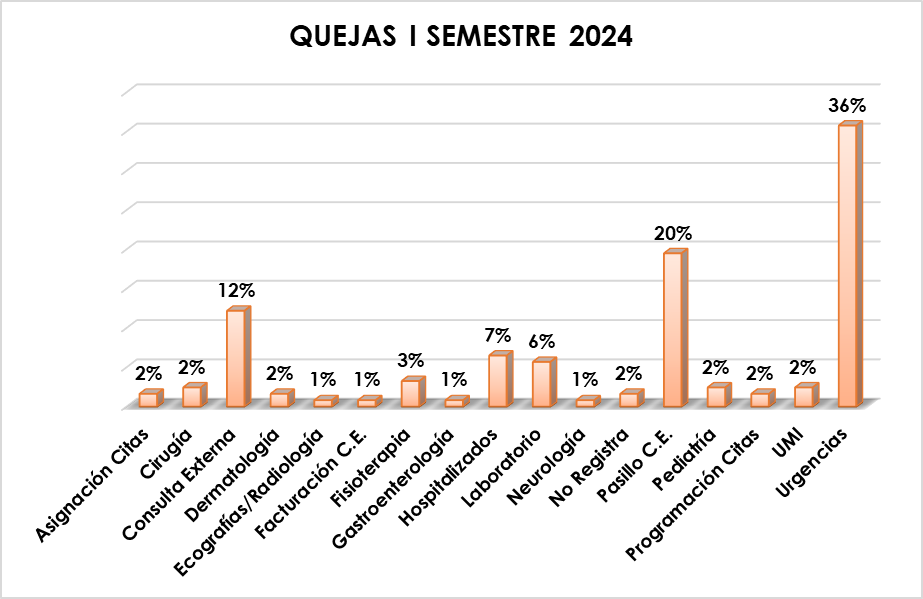 QUEJAS I SEMESTRE 2024
2%
2%
12%
2%
1%
1%
3%
1%
7%
6%
1%
2%
20%
2%
2%
2%
36%
Asignación Citas
Cirugía
Consulta Externa
Dermatología
Ecografías/Radiología
Facturación C.E.
Fisioterapia
Gastroenterología
Hospitalizados
Laboratorio
Neurología
No Registra
Pasillo C.E.
Pediatría
Programación Citas
UMI
Urgencias